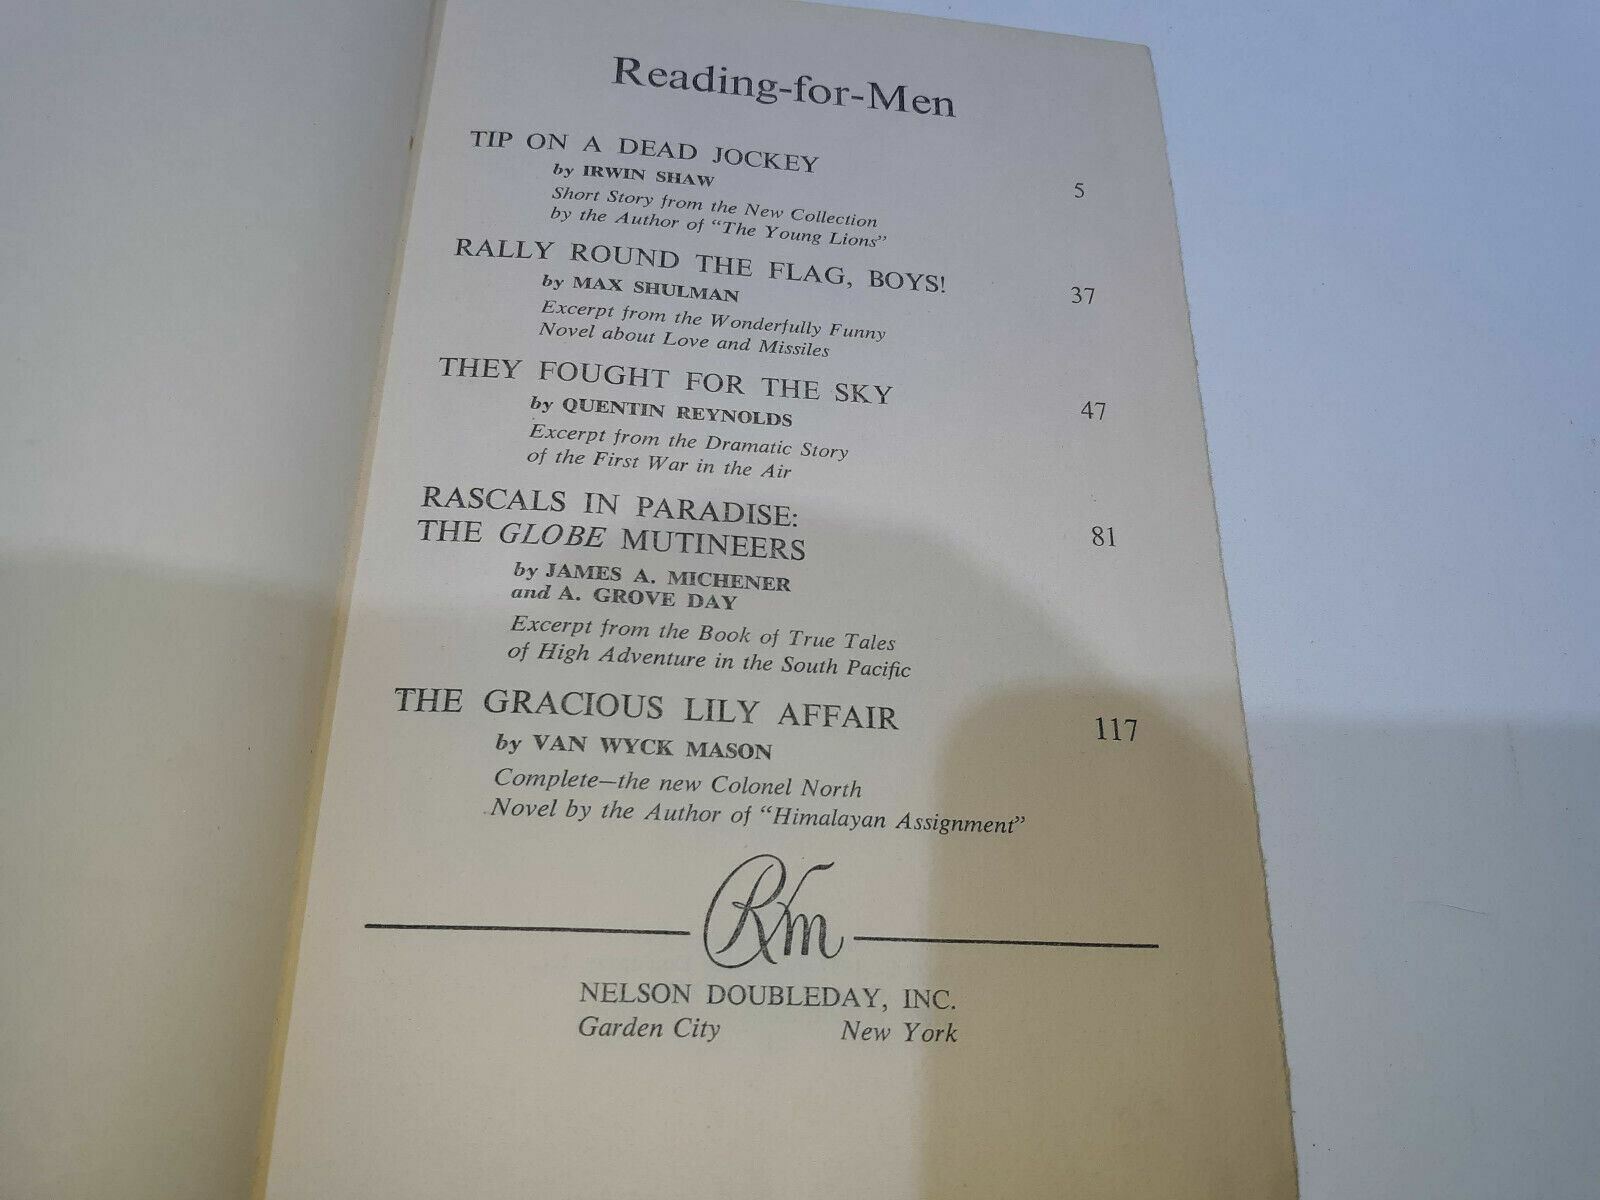 Reading-for-Men
TIP ON A DEAD JOCKEY 5
by IRWIN SHAW
Short Story from the New Collection
by the Author of "The Young Lions"
RALLY ROUND THE FLAG, BOYS! 37
by MAX SHULMAN
Excerpt from the Wonderfully Funny
Novel about Love and Missiles
THEY FOUGHT FOR THE SKY 47
by QUENTIN REYNOLDS
Excerpt from the Dramatic Story
of the First War in the Air
RASCALS IN PARADISE:
THE GLOBE MUTINEERS 81
by JAMES A. MICHENER
and A. GROVE DAY
Excerpt from the Book of True Tales
of High Adventure in the South Pacific
THE GRACIOUS LILY AFFAIR 117
by VAN WYCK MASON
Complete—the new Colonel North
Novel by the Author of "Himalayan Assignment"
Rfm
NELSON DOUBLEDAY, INC.
Garden City New York